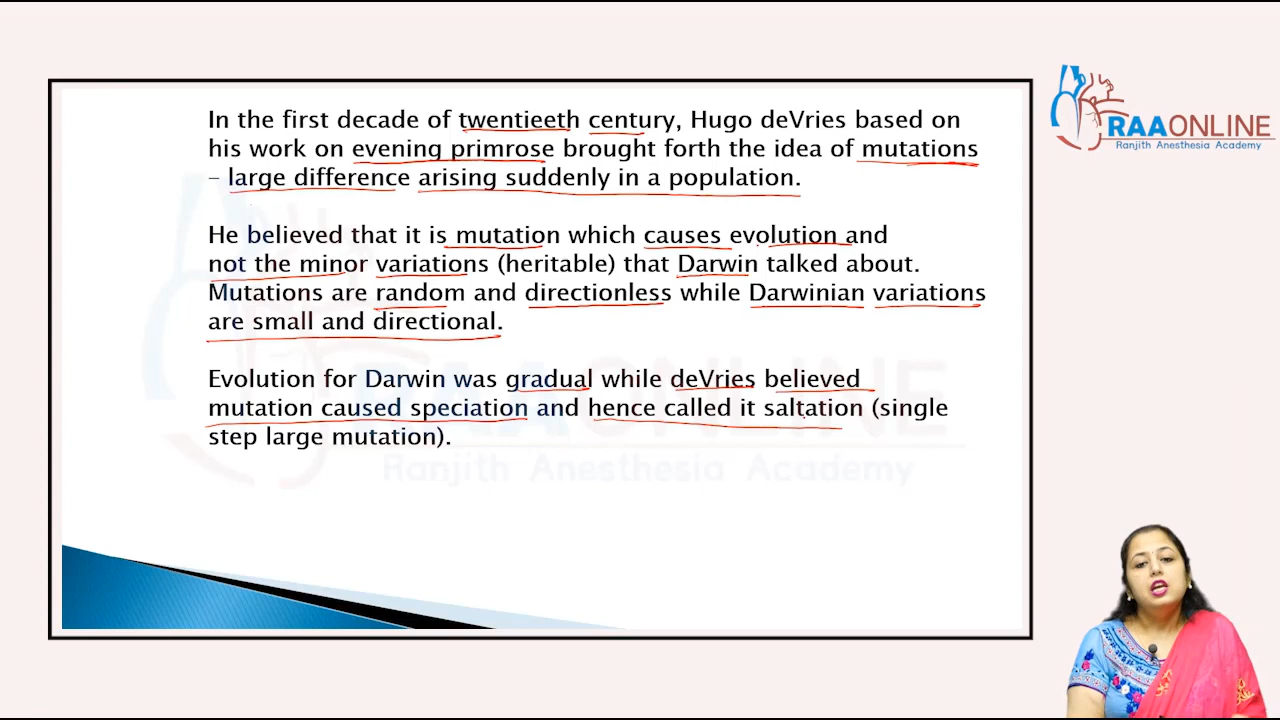 In the first decade of twentieeth century, Hugo deVries based on
his work on evening primrose brought forth the idea of mutations
– large difference arising suddenly in a population.
He believed that it is mutation which causes evolution and
not the minor variations (heritable) that Darwin talked about.
Mutations are random and directionless while Darwinian variations
are small and directional.
Evolution for Darwin was gradual while deVries believed
mutation caused speciation and hence called it saltation (single
step large mutation).
RAAONLINE
Ranjith Anesthesia Academy
RAAONLINE
Ranjith Anesthesia Academy